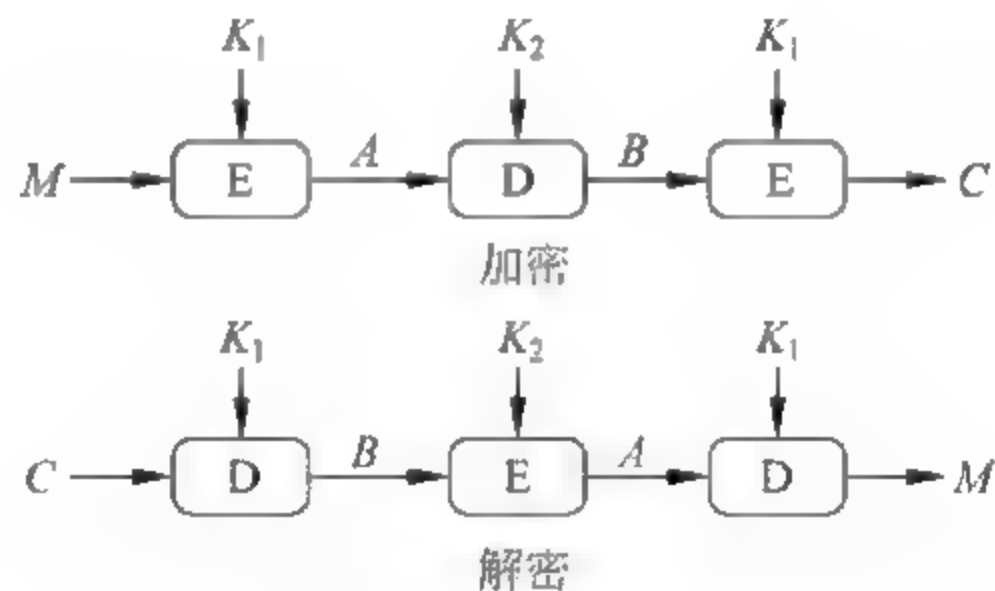 K₁ K₂ K₁
M E A D B E C
加密
K₁ K₂ K₁
C D B E A D M
解密